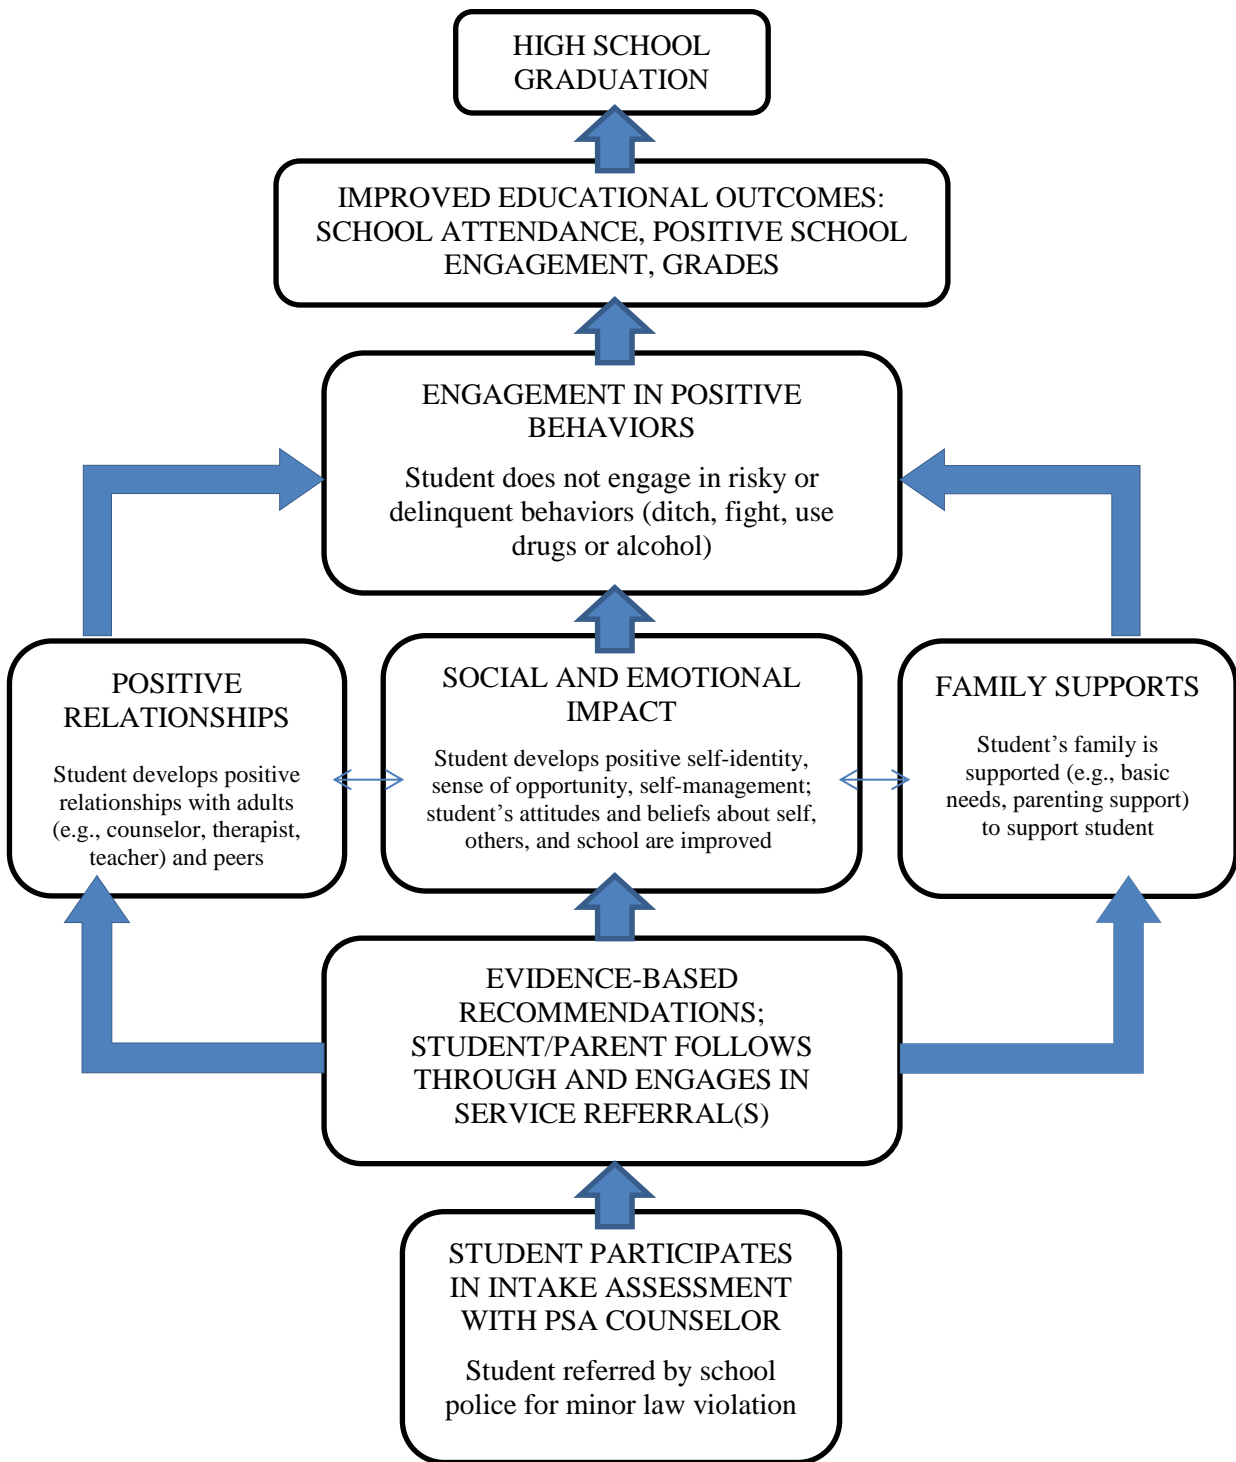 HIGH SCHOOL
GRADUATION
IMPROVED EDUCATIONAL OUTCOMES:
SCHOOL ATTENDANCE, POSITIVE SCHOOL
ENGAGEMENT, GRADES
ENGAGEMENT IN POSITIVE
BEHAVIORS
Student does not engage in risky or
delinquent behaviors (ditch, fight, use
drugs or alcohol)
POSITIVE
RELATIONSHIPS
Student develops positive
relationships with adults
(e.g., counselor, therapist,
teacher) and peers
SOCIAL AND EMOTIONAL
IMPACT
Student develops positive self-identity,
sense of opportunity, self-management;
student’s attitudes and beliefs about self,
others, and school are improved
FAMILY SUPPORTS
Student’s family is
supported (e.g., basic
needs, parenting support)
to support student
EVIDENCE-BASED
RECOMMENDATIONS;
STUDENT/PARENT FOLLOWS
THROUGH AND ENGAGES IN
SERVICE REFERRAL(S)
STUDENT PARTICIPATES
IN INTAKE ASSESSMENT
WITH PSA COUNSELOR
Student referred by school
police for minor law violation